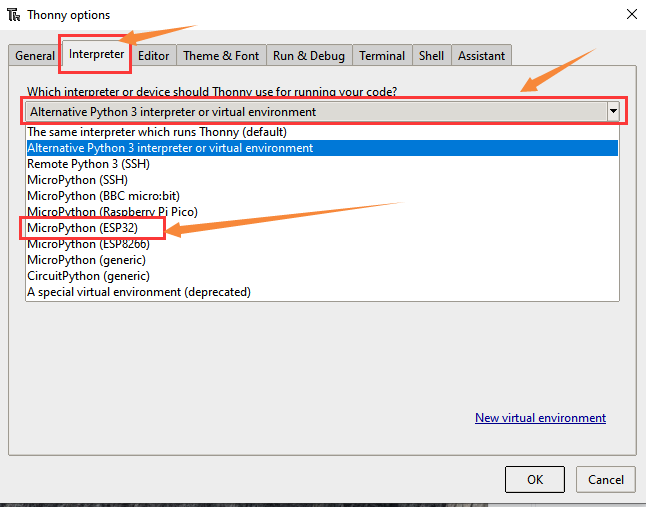 Thonny options
General Interpreter Editor Theme & Font Run & Debug Terminal Shell Assistant
Which interpreter or device should Thonny use for running your code?
Alternative Python 3 interpreter or virtual environment
The same interpreter which runs Thonny (default)
Alternative Python 3 interpreter or virtual environment
Remote Python 3 (SSH)
MicroPython (SSH)
MicroPython (BBC micro:bit)
MicroPython (Raspberry Pi Pico)
MicroPython (ESP32)
MicroPython (ESP8266)
MicroPython (generic)
CircuitPython (generic)
A special virtual environment (deprecated)
New virtual environment
OK Cancel